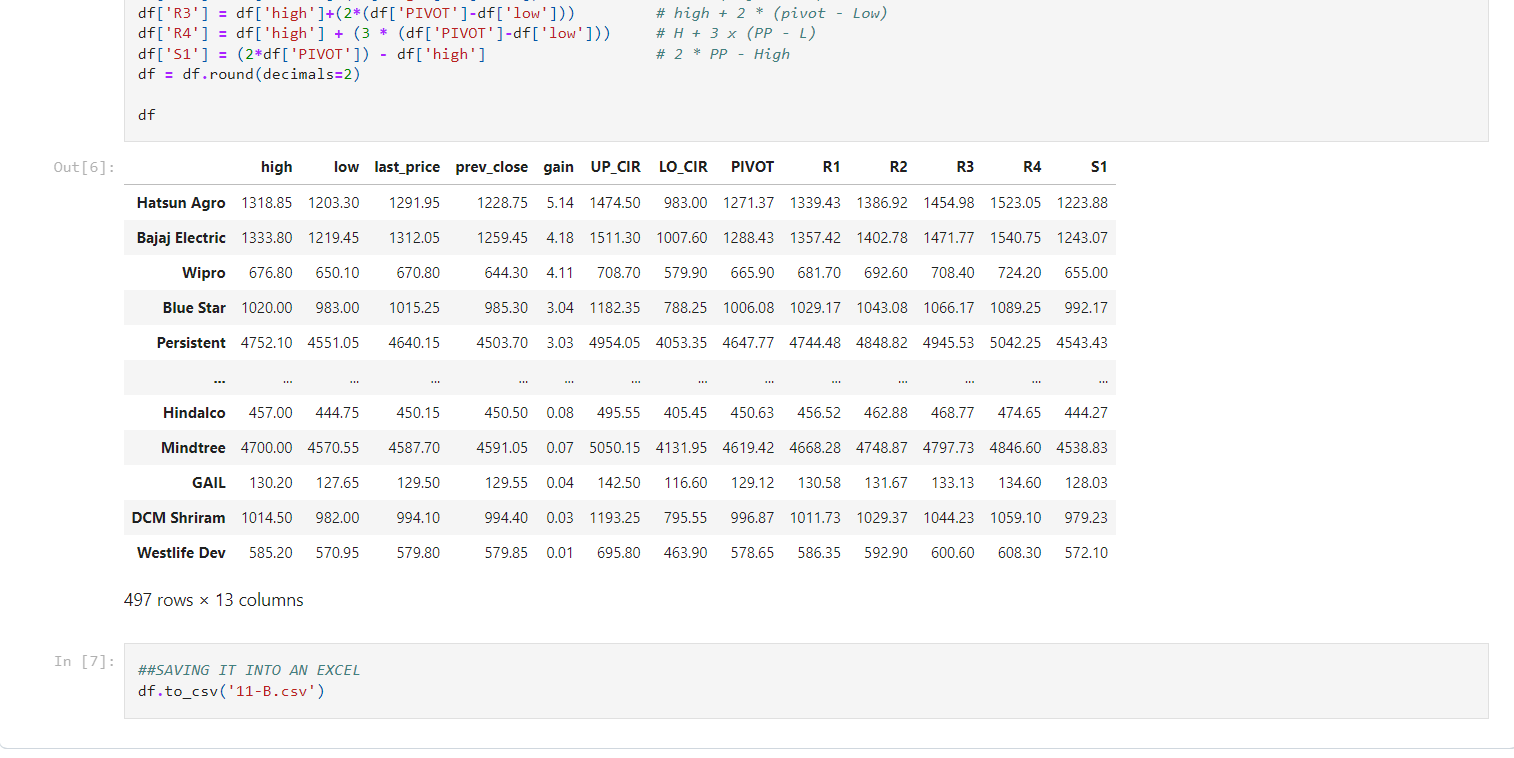 df['R3'] = df['high']+(2*(df['PIVOT']-df['low'])) # high + 2 * (pivot - Low)
df['R4'] = df['high'] + (3 * (df['PIVOT']-df['low'])) # H + 3 x (PP - L)
df['S1'] = (2*df['PIVOT']) - df['high'] # 2 * PP - High
df = df.round(decimals=2)
df
Out[6]:
high low last_price prev_close gain UP_CIR LO_CIR PIVOT R1 R2 R3 R4 S1
Hatsun Agro 1318.85 1203.30 1291.95 1228.75 5.14 1474.50 983.00 1271.37 1339.43 1386.92 1454.98 1523.05 1223.88
Bajaj Electric 1333.80 1219.45 1312.05 1259.45 4.18 1511.30 1007.60 1288.43 1357.42 1402.78 1471.77 1540.75 1243.07
Wipro 676.80 650.10 670.80 644.30 4.11 708.70 579.90 665.90 681.70 692.60 708.40 724.20 655.00
Blue Star 1020.00 983.00 1015.25 985.30 3.04 1182.35 788.25 1006.08 1029.17 1043.08 1066.17 1089.25 992.17
Persistent 4752.10 4551.05 4640.15 4503.70 3.03 4954.05 4053.35 4647.77 4744.48 4848.82 4945.53 5042.25 4543.43
... ... ... ... ... ... ... ... ... ... ... ... ... ...
Hindalco 457.00 444.75 450.15 450.50 0.08 495.55 405.45 450.63 456.52 462.88 468.77 474.65 444.27
Mindtree 4700.00 4570.55 4587.70 4591.05 0.07 5050.15 4131.95 4619.42 4668.28 4748.87 4797.73 4846.60 4538.83
GAIL 130.20 127.65 129.50 129.55 0.04 142.50 116.60 129.12 130.58 131.67 133.13 134.60 128.03
DCM Shriram 1014.50 982.00 994.10 994.40 0.03 1193.25 795.55 996.87 1011.73 1029.37 1044.23 1059.10 979.23
Westlife Dev 585.20 570.95 579.80 579.85 0.01 695.80 463.90 578.65 586.35 592.90 600.60 608.30 572.10
497 rows × 13 columns
In [7]:
##SAVING IT INTO AN EXCEL
df.to_csv('11-B.csv')